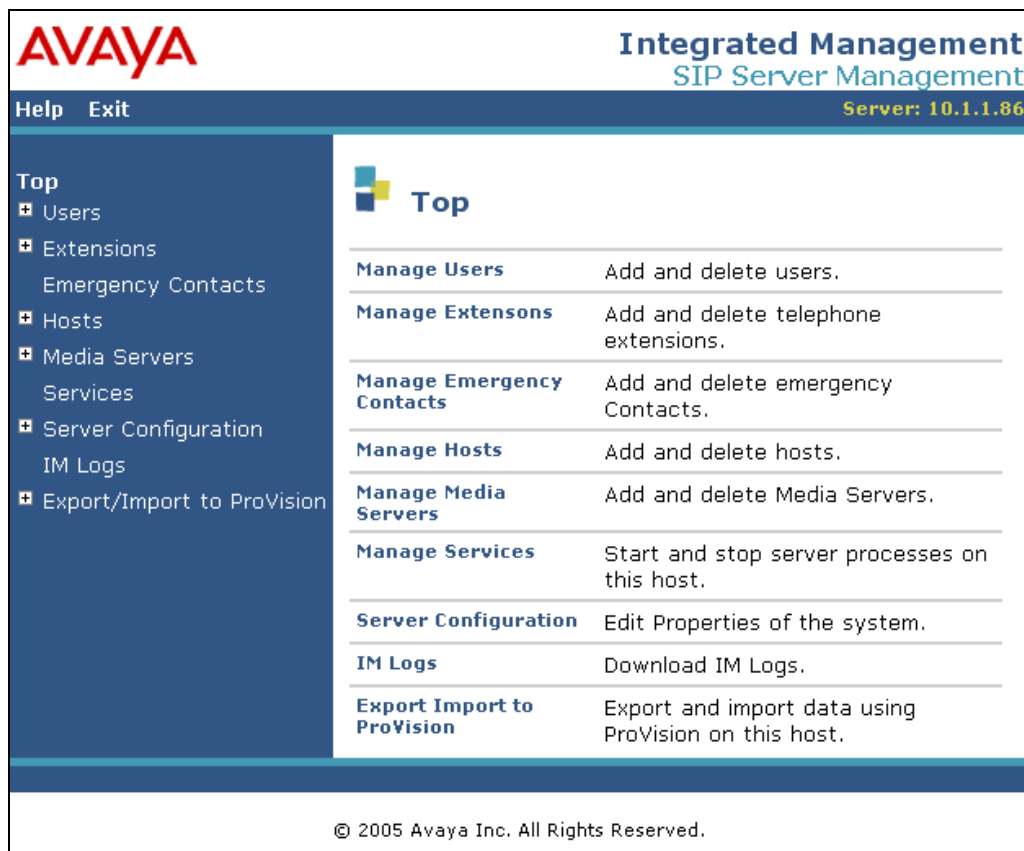 AVAYA
Integrated Management
SIP Server Management
Help Exit
Server: 10.1.1.86
Top
Users
Extensions
Emergency Contacts
Hosts
Media Servers
Services
Server Configuration
IM Logs
Export/Import to ProVision
Top
Manage Users
Add and delete users.
Manage Extensons
Add and delete telephone
extensions.
Manage Emergency
Contacts
Add and delete emergency
Contacts.
Manage Hosts
Add and delete hosts.
Manage Media
Servers
Add and delete Media Servers.
Manage Services
Start and stop server processes on
this host.
Server Configuration
Edit Properties of the system.
IM Logs
Download IM Logs.
Export Import to
ProVision
Export and import data using
ProVision on this host.
© 2005 Avaya Inc. All Rights Reserved.